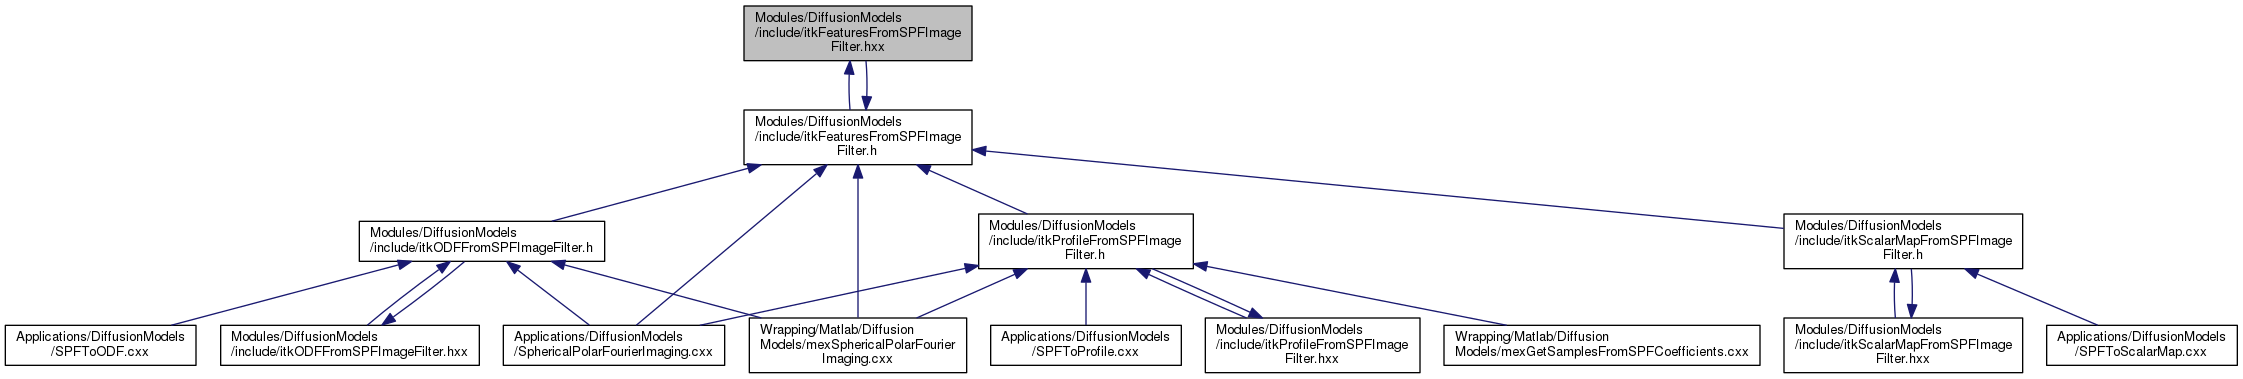 Modules/DiffusionModels
/include/itkFeaturesFromSPFImage
Filter.hxx
Modules/DiffusionModels
/include/itkFeaturesFromSPFImage
Filter.h
Modules/DiffusionModels
/include/itkODFFromSPFImageFilter.h
Modules/DiffusionModels
/include/itkProfileFromSPFImage
Filter.h
Modules/DiffusionModels
/include/itkScalarMapFromSPFImage
Filter.h
Applications/DiffusionModels
/SPFToODF.cxx
Modules/DiffusionModels
/include/itkODFFromSPFImageFilter.hxx
Applications/DiffusionModels
/SphericalPolarFourierImaging.cxx
Wrapping/Matlab/Diffusion
Models/mexSphericalPolarFourier
Imaging.cxx
Applications/DiffusionModels
/SPFToProfile.cxx
Modules/DiffusionModels
/include/itkProfileFromSPFImage
Filter.hxx
Wrapping/Matlab/Diffusion
Models/mexGetSamplesFromSPFCoefficients.cxx
Modules/DiffusionModels
/include/itkScalarMapFromSPFImage
Filter.hxx
Applications/DiffusionModels
/SPFToScalarMap.cxx